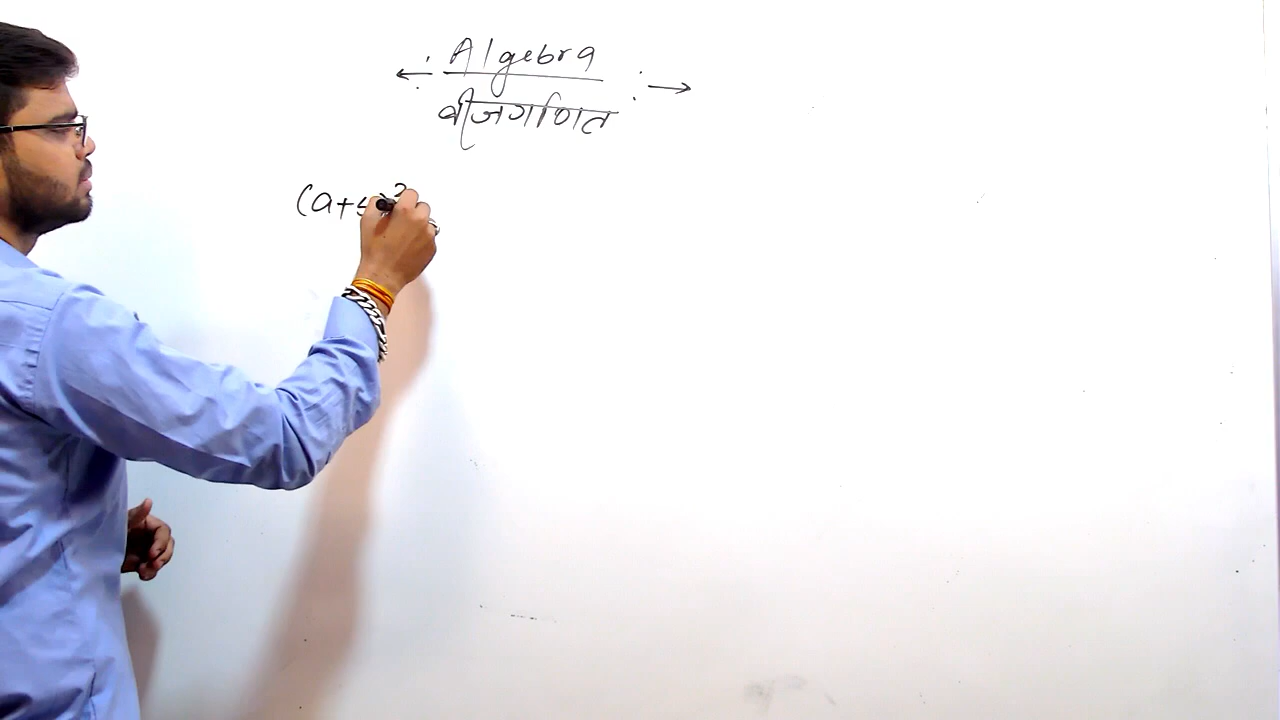 ← : Algebra
बीजगणित : →
(a+b)²